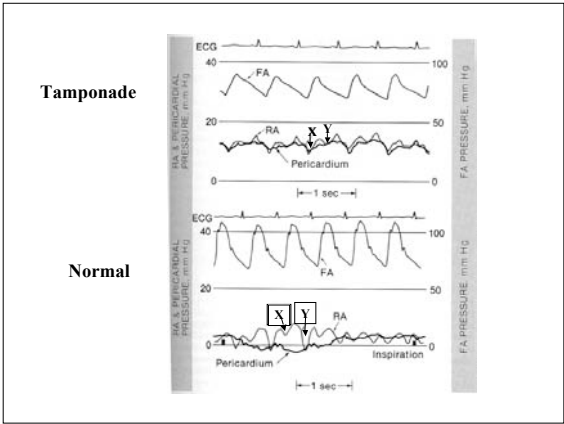 Tamponade
RA & PERICARDIAL
PRESSURE, mm Hg
ECG
40
20
0
FA
RA
X Y
Pericardium
1 sec
100
50
0
FA PRESSURE, mm Hg
Normal
RA & PERICARDIAL
PRESSURE, mm Hg
ECG
40
20
0
FA
X Y
RA
Pericardium
Inspiration
1 sec
100
50
0
FA PRESSURE, mm Hg